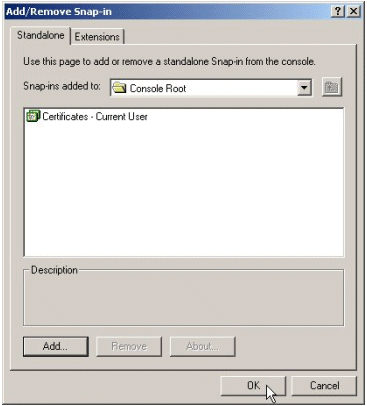 Add/Remove Snap-in
Standalone Extensions
Use this page to add or remove a standalone Snap-in from the console.
Snap-ins added to: Console Root
Certificates - Current User
Description
Add... Remove About...
OK Cancel